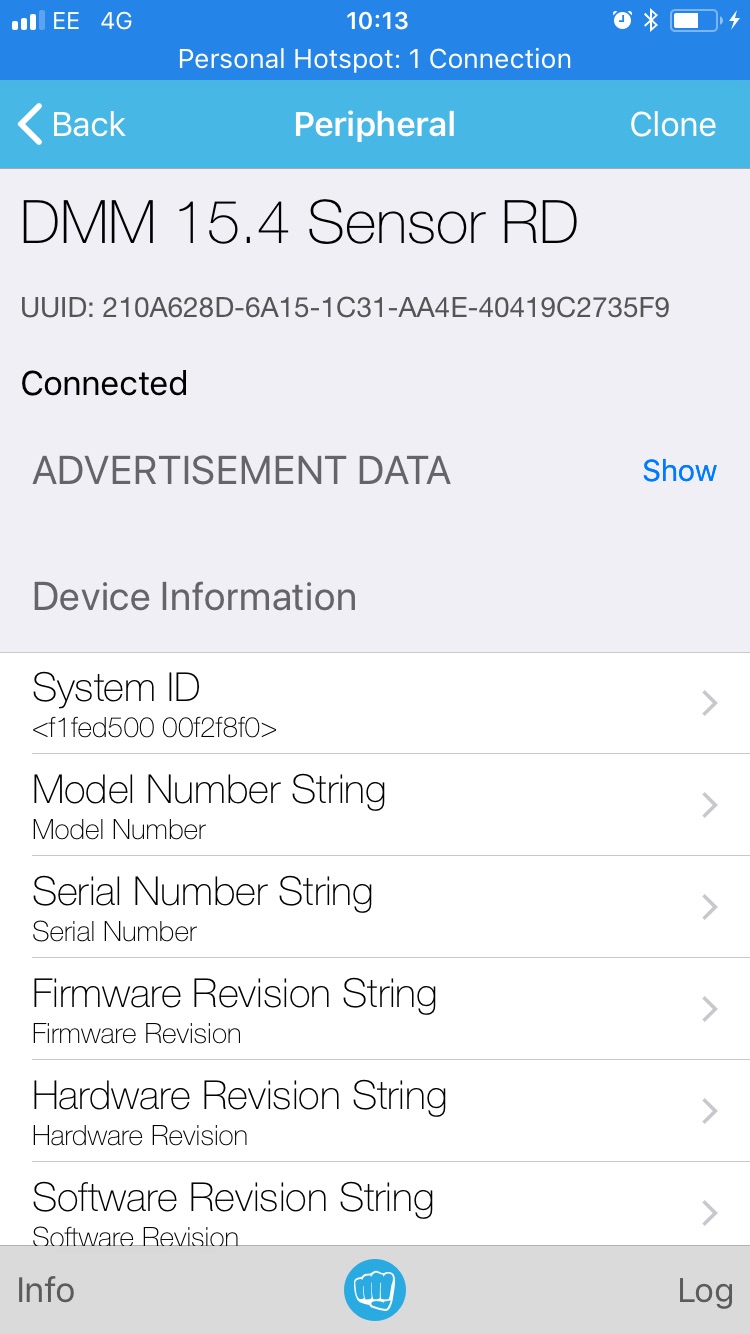 EE 4G 10:13
Personal Hotspot: 1 Connection
Back Peripheral Clone
DMM 15.4 Sensor RD
UUID: 210A628D-6A15-1C31-AA4E-40419C2735F9
Connected
ADVERTISEMENT DATA Show
Device Information
System ID
<f1fed500 00f2f8f0>
Model Number String
Model Number
Serial Number String
Serial Number
Firmware Revision String
Firmware Revision
Hardware Revision String
Hardware Revision
Software Revision String
Software Revision
Info Log